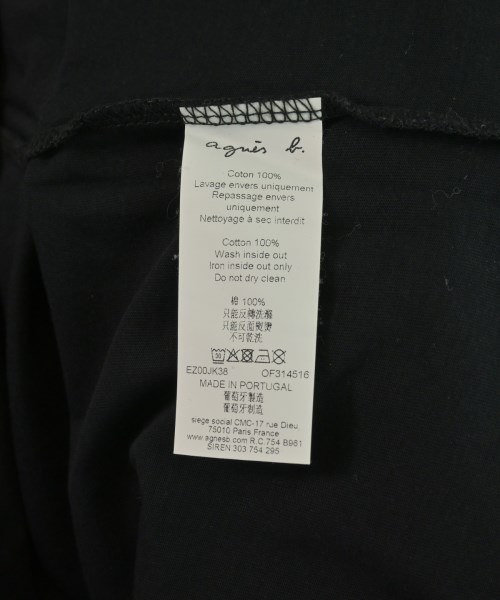 agnès b.
Coton 100%
Lavage envers uniquement
Repassage envers
uniquement
Nettoyage à sec interdit
Cotton 100%
Wash inside out
Iron inside out only
Do not dry clean
棉 100%
只能反轉洗滌
只能反面熨燙
不可乾洗
30
EZ00JK38 OF314516
MADE IN PORTUGAL
葡萄牙製造
葡萄牙制造
siege social CMC-17 rue Dieu
75010 Paris France
www.agnesb.com R.C.754 B961
SIREN 303 754 295